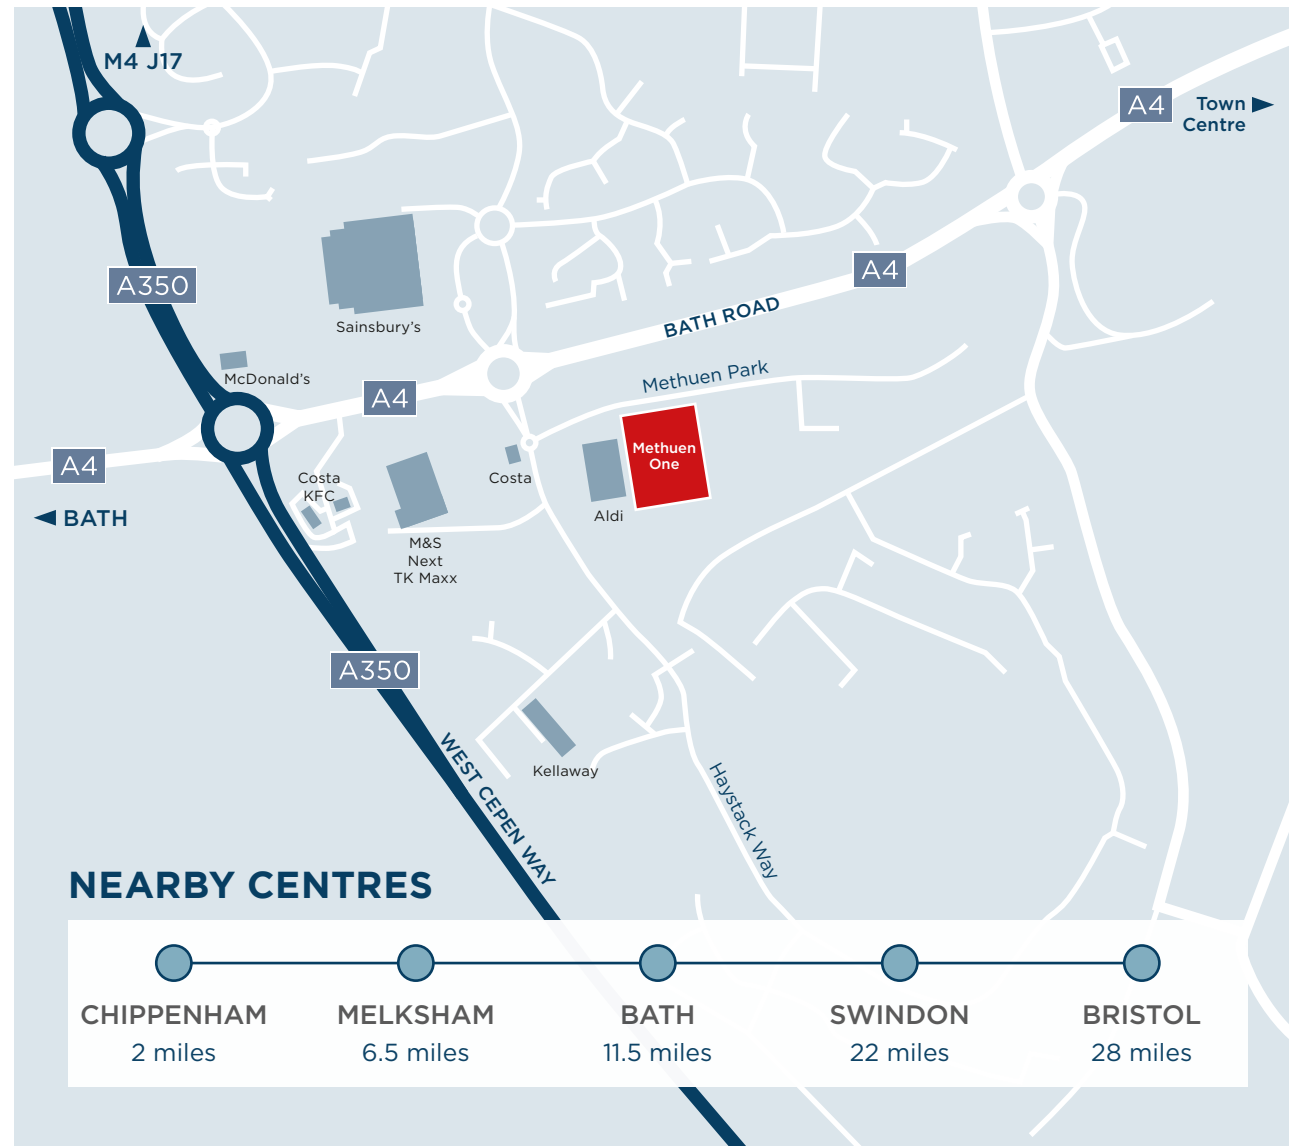 M4 J17
A4
Town
Centre
A350
A4
Sainsbury's
BATH ROAD
McDonald's
Methuen Park
A4
Methuen
One
A4
Costa
KFC
Costa
BATH
Aldi
M&S
Next
TK Maxx
A350
WEST CEPEN WAY
Kellaway
Haystack Way
NEARBY CENTRES
CHIPPENHAM
2 miles
MELKSHAM
6.5 miles
BATH
11.5 miles
SWINDON
22 miles
BRISTOL
28 miles